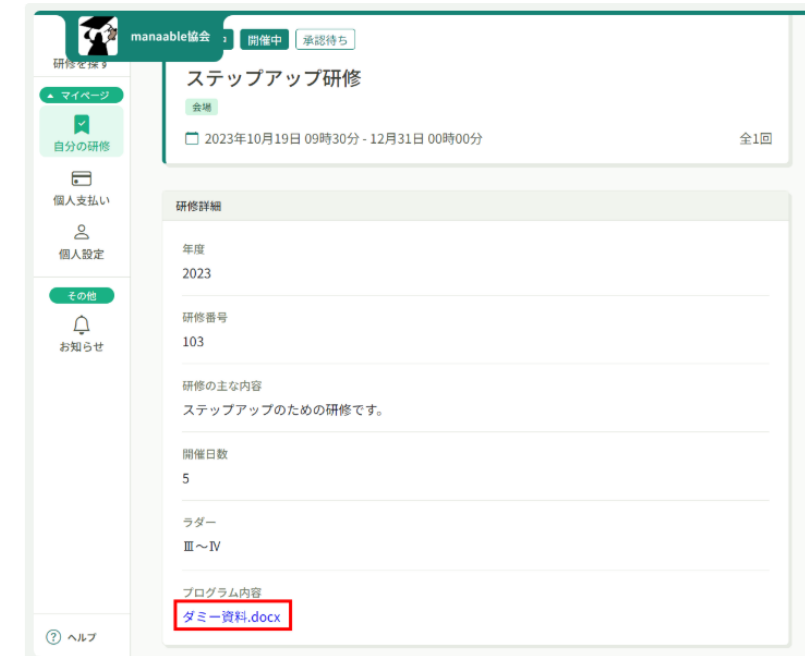 manaable協会
開催中
承認待ち
研修を探す
マイページ
自分の研修
個人支払い
個人設定
その他
お知らせ
ヘルプ
ステップアップ研修
会場
2023年10月19日 09時30分 - 12月31日 00時00分
全1回
研修詳細
年度
2023
研修番号
103
研修の主な内容
ステップアップのための研修です。
開催日数
5
ラダー
Ⅲ～Ⅳ
プログラム内容
ダミー資料.docx